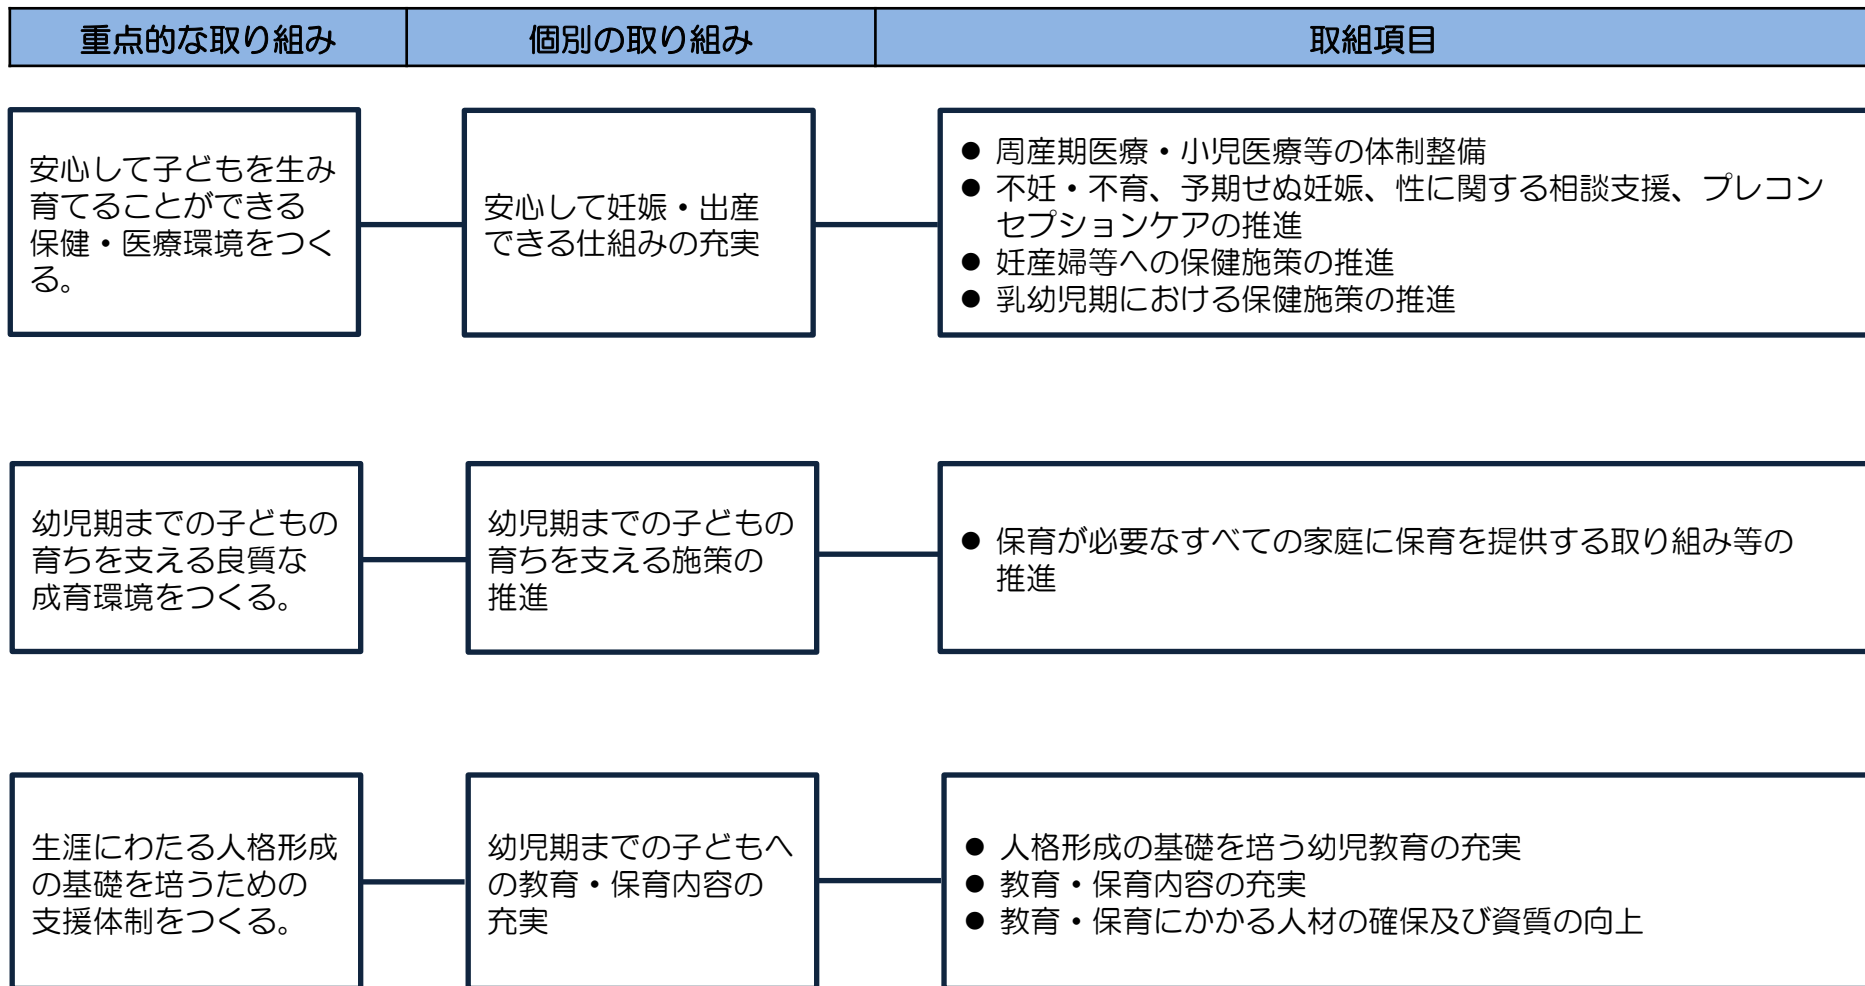 重点的な取り組み
個別の取り組み
取組項目
安心して子どもを生み
育てることができる
保健・医療環境をつく
る。
安心して妊娠・出産
できる仕組みの充実
● 周産期医療・小児医療等の体制整備
● 不妊・不育、予期せぬ妊娠、性に関する相談支援、プレコン
セプションケアの推進
● 妊産婦等への保健施策の推進
● 乳幼児期における保健施策の推進
幼児期までの子どもの
育ちを支える良質な
成育環境をつくる。
幼児期までの子どもの
育ちを支える施策の
推進
● 保育が必要なすべての家庭に保育を提供する取り組み等の
推進
生涯にわたる人格形成
の基礎を培うための
支援体制をつくる。
幼児期までの子どもへ
の教育・保育内容の
充実
● 人格形成の基礎を培う幼児教育の充実
● 教育・保育内容の充実
● 教育・保育にかかる人材の確保及び資質の向上